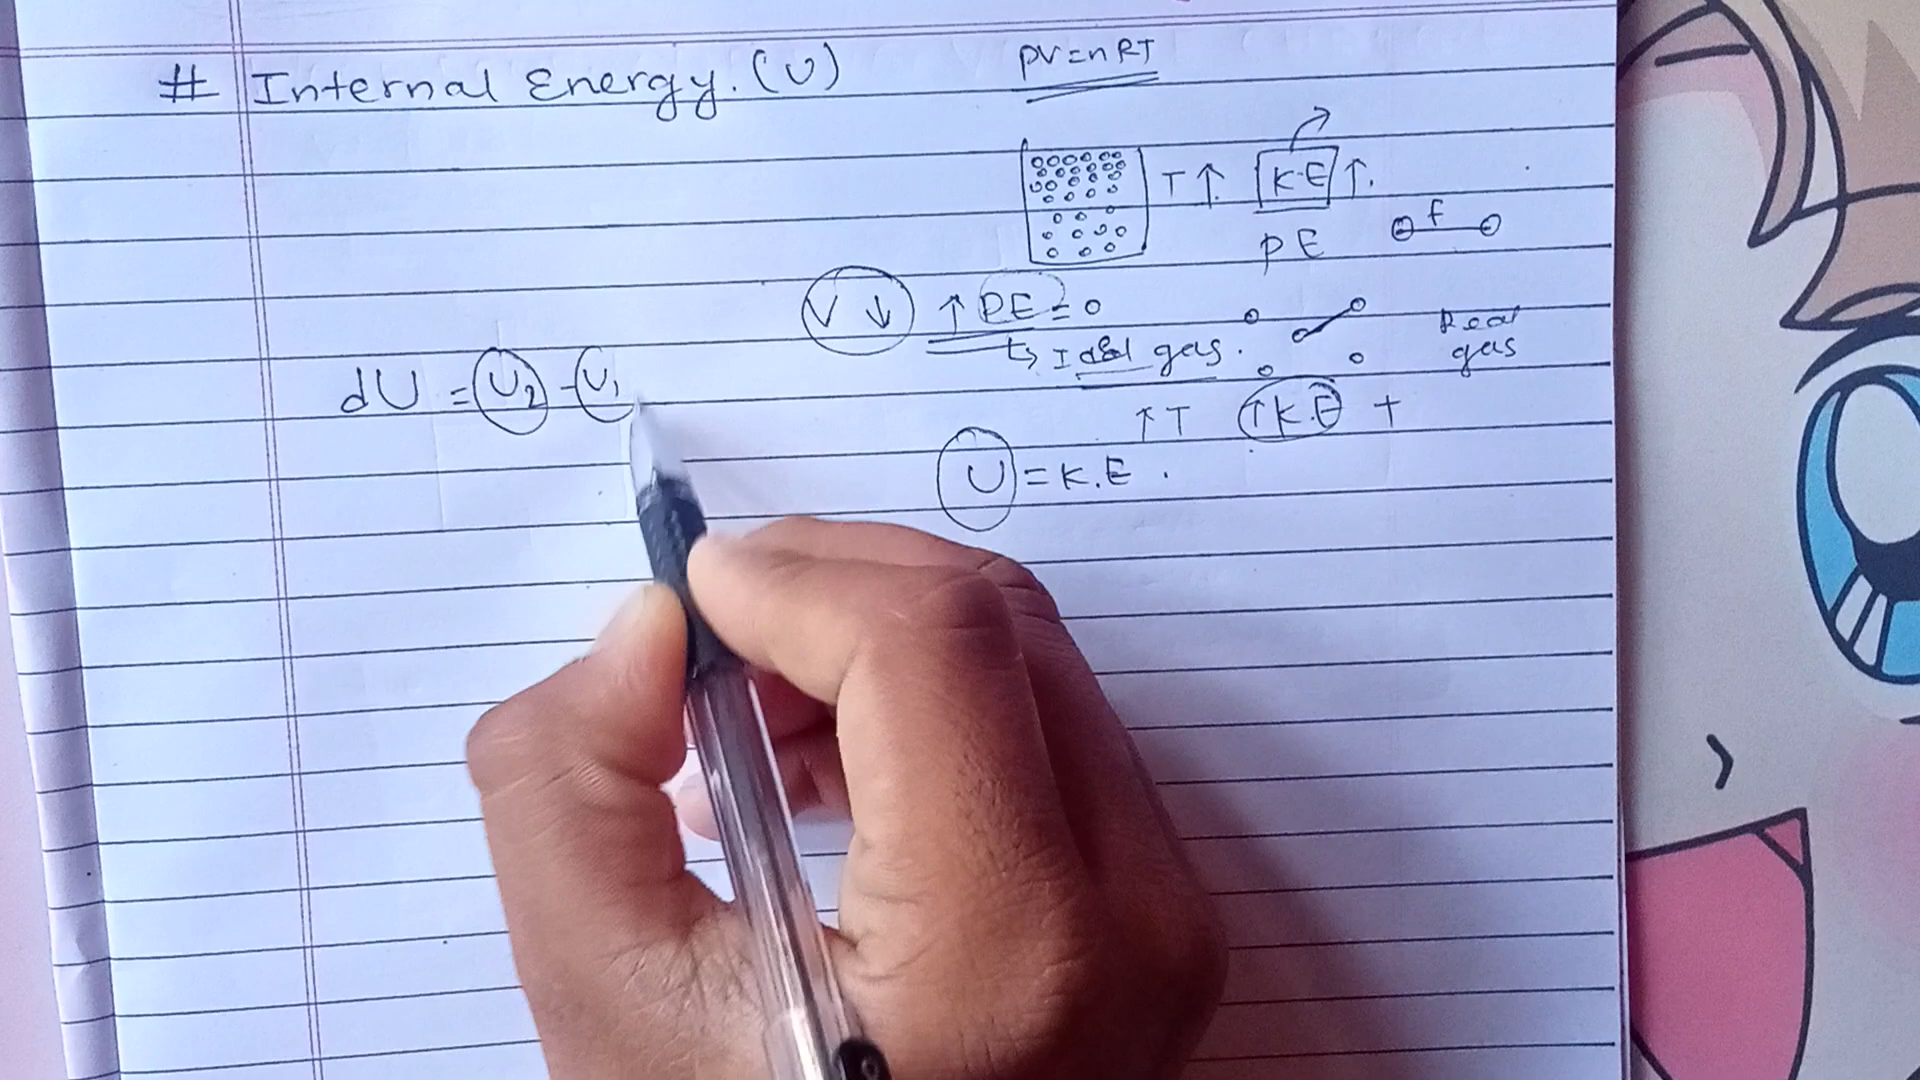 # Internal Energy. (U)
PV=nRT
T↑ K.E ↑.
f
PE
V ↓ ↑ PE = 0
Real
gas
↳ Ideal gas.
dU = U₂ - U₁
↑T ↑K.E +
U = K.E.